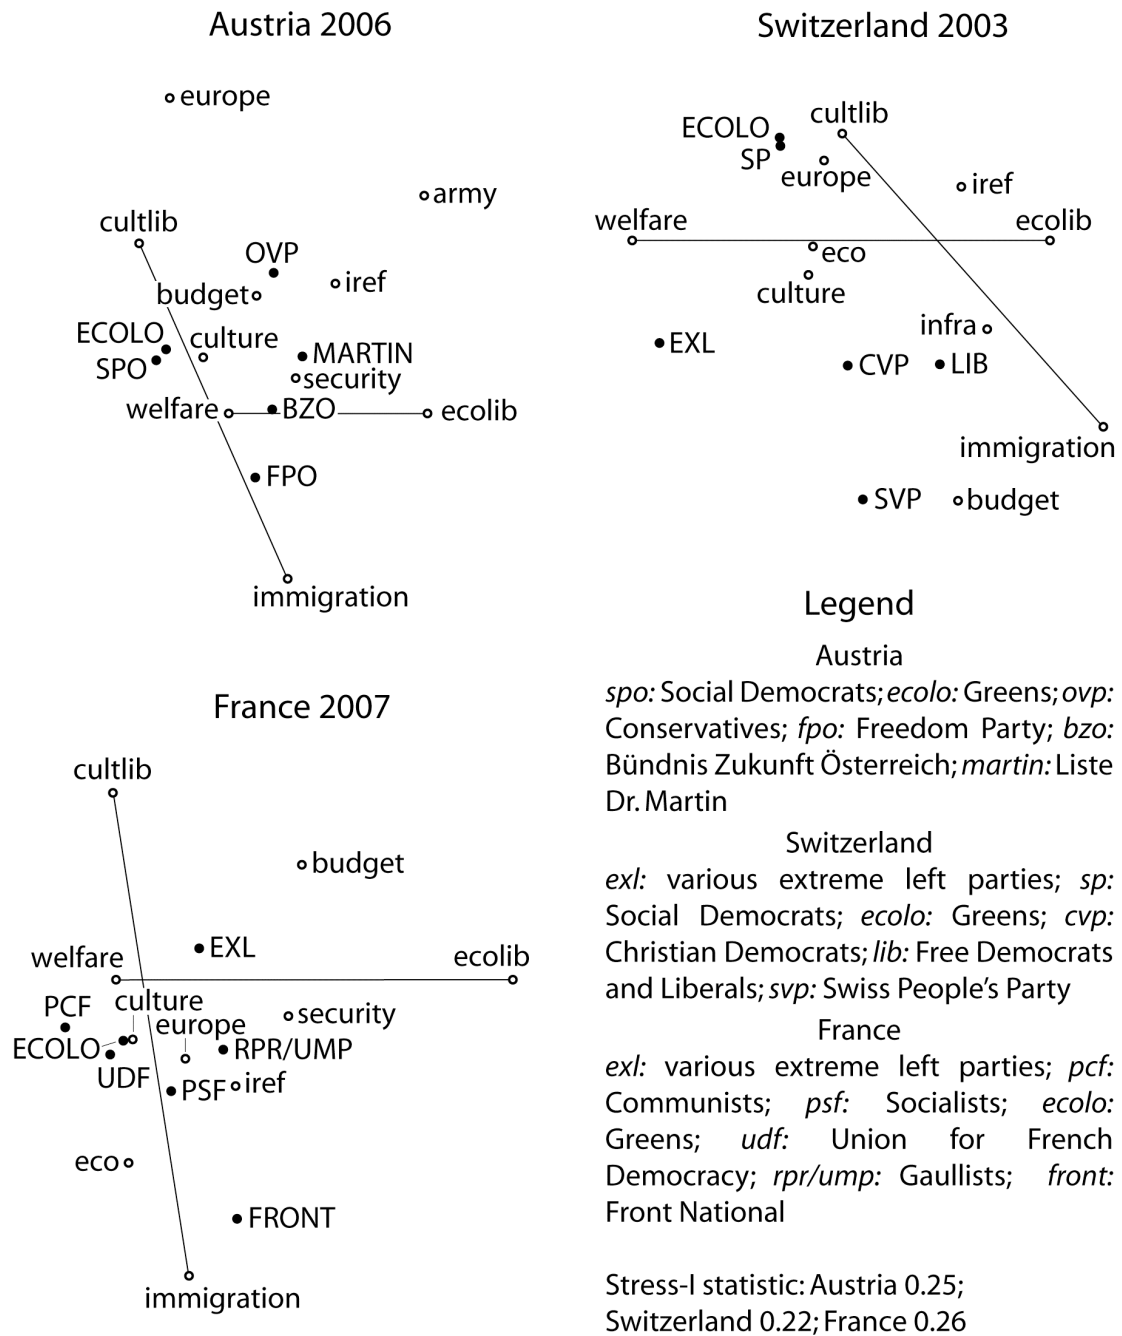 Austria 2006
europe
army
cultlib
OVP
iref
budget
ECOLO
culture
SPO
MARTIN
security
welfare
BZO
ecolib
FPO
immigration
Switzerland 2003
cultlib
ECOLO
SP
europe
iref
welfare
ecolib
eco
culture
infra
EXL
CVP
LIB
immigration
SVP
budget
France 2007
cultlib
budget
EXL
welfare
ecolib
PCF
culture
security
europe
ECOLO
RPR/UMP
UDF
PSF
iref
eco
FRONT
immigration
Legend
Austria
spo: Social Democrats; ecolo: Greens; ovp:
Conservatives; fpo: Freedom Party; bzo:
Bündnis Zukunft Österreich; martin: Liste
Dr. Martin
Switzerland
exl: various extreme left parties; sp:
Social Democrats; ecolo: Greens; cvp:
Christian Democrats; lib: Free Democrats
and Liberals; svp: Swiss People’s Party
France
exl: various extreme left parties; pcf:
Communists; psf: Socialists; ecolo:
Greens; udf: Union for French
Democracy; rpr/ump: Gaullists; front:
Front National
Stress-I statistic: Austria 0.25;
Switzerland 0.22; France 0.26